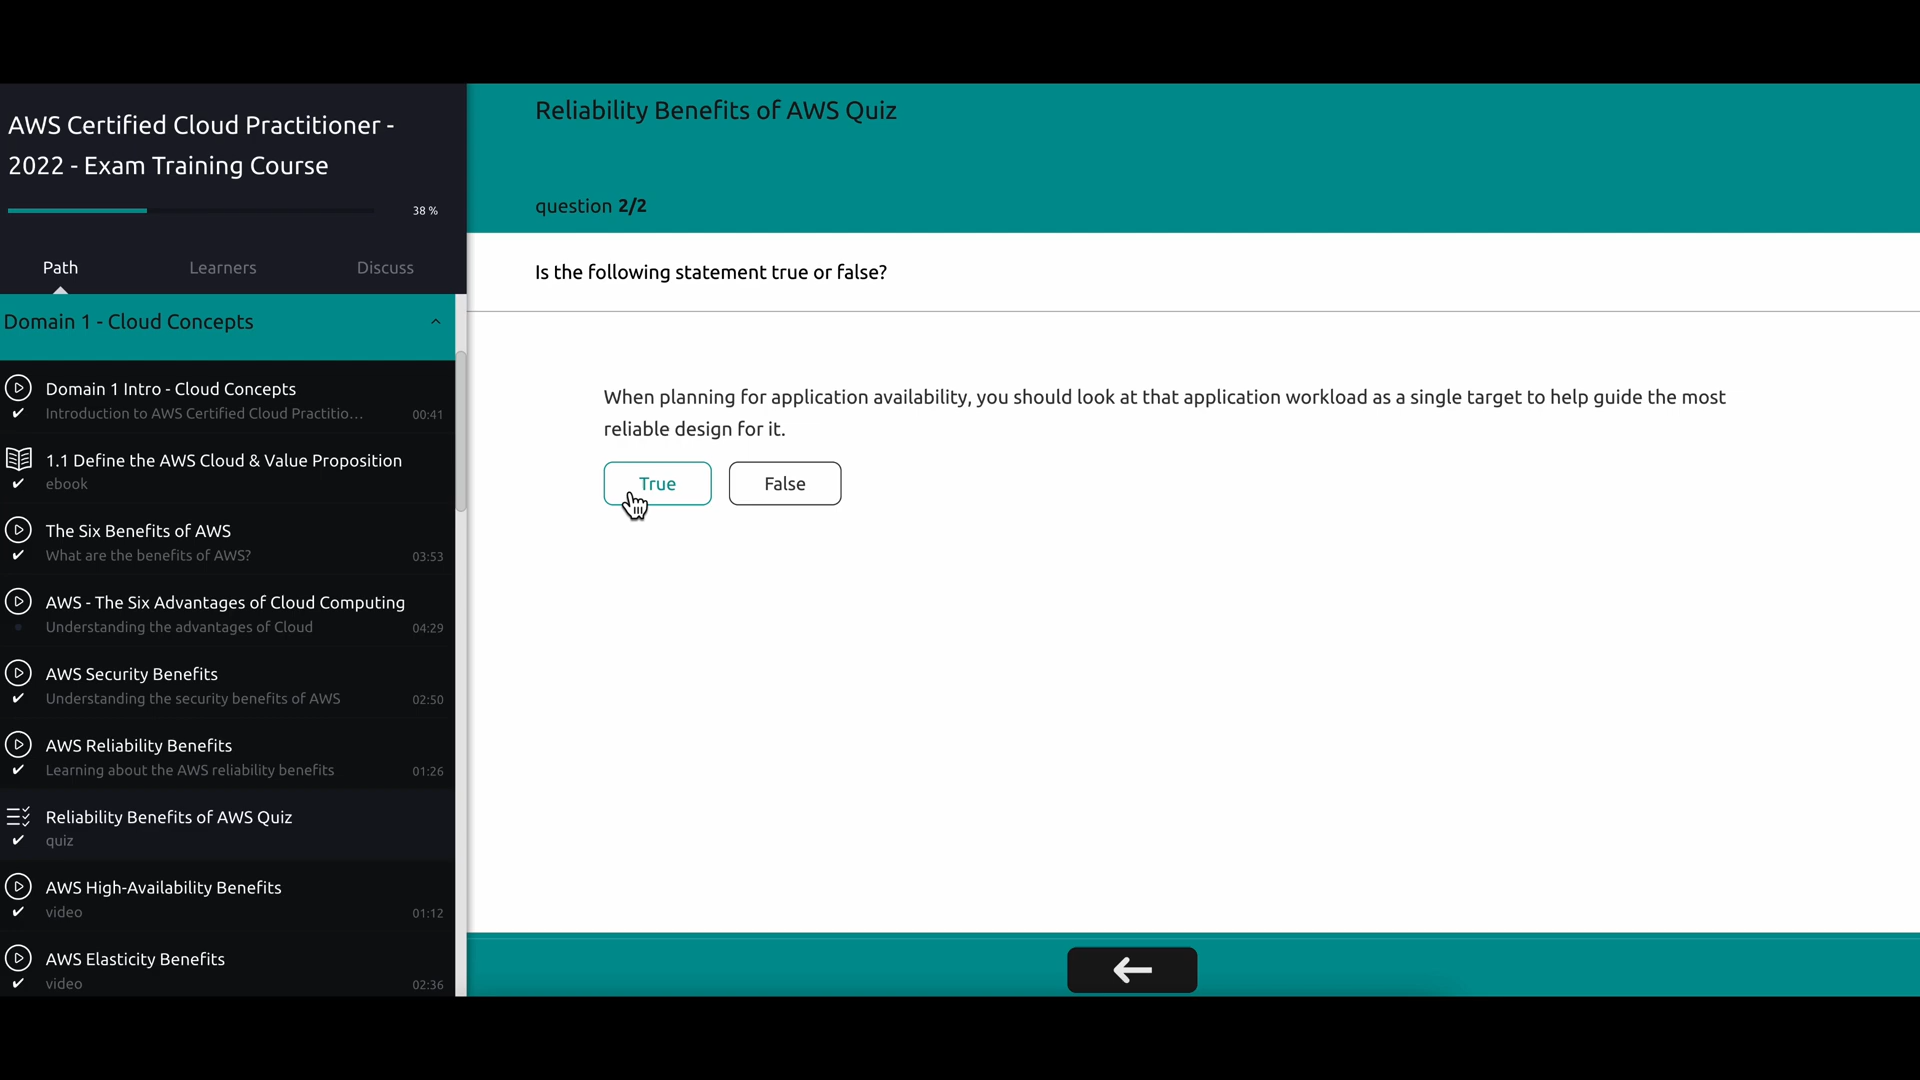 AWS Certified Cloud Practitioner -
2022 - Exam Training Course
38 %
Path
Learners
Discuss
Domain 1 - Cloud Concepts
Domain 1 Intro - Cloud Concepts
Introduction to AWS Certified Cloud Practitio...
00:41
1.1 Define the AWS Cloud & Value Proposition
ebook
The Six Benefits of AWS
What are the benefits of AWS?
03:53
AWS - The Six Advantages of Cloud Computing
Understanding the advantages of Cloud
04:29
AWS Security Benefits
Understanding the security benefits of AWS
02:50
AWS Reliability Benefits
Learning about the AWS reliability benefits
01:26
Reliability Benefits of AWS Quiz
quiz
AWS High-Availability Benefits
video
01:12
AWS Elasticity Benefits
video
02:36
Reliability Benefits of AWS Quiz
question 2/2
Is the following statement true or false?
When planning for application availability, you should look at that application workload as a single target to help guide the most
reliable design for it.
True
False